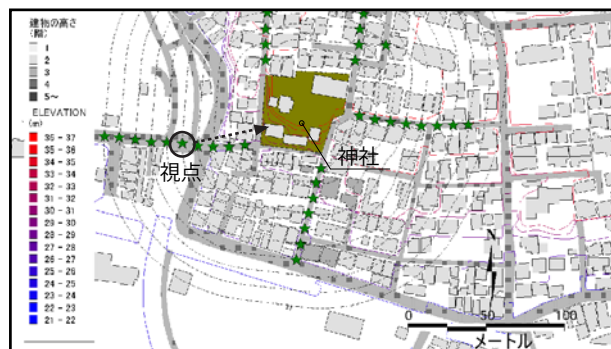 建物の高さ
(階)
1
2
3
4
5～
ELEVATION
(m)
36 - 37
35 - 36
34 - 35
33 - 34
32 - 33
31 - 32
30 - 31
29 - 30
28 - 29
27 - 28
26 - 27
25 - 26
24 - 25
23 - 24
22 - 23
21 - 22
視点
神社
N
0 50 100
メートル